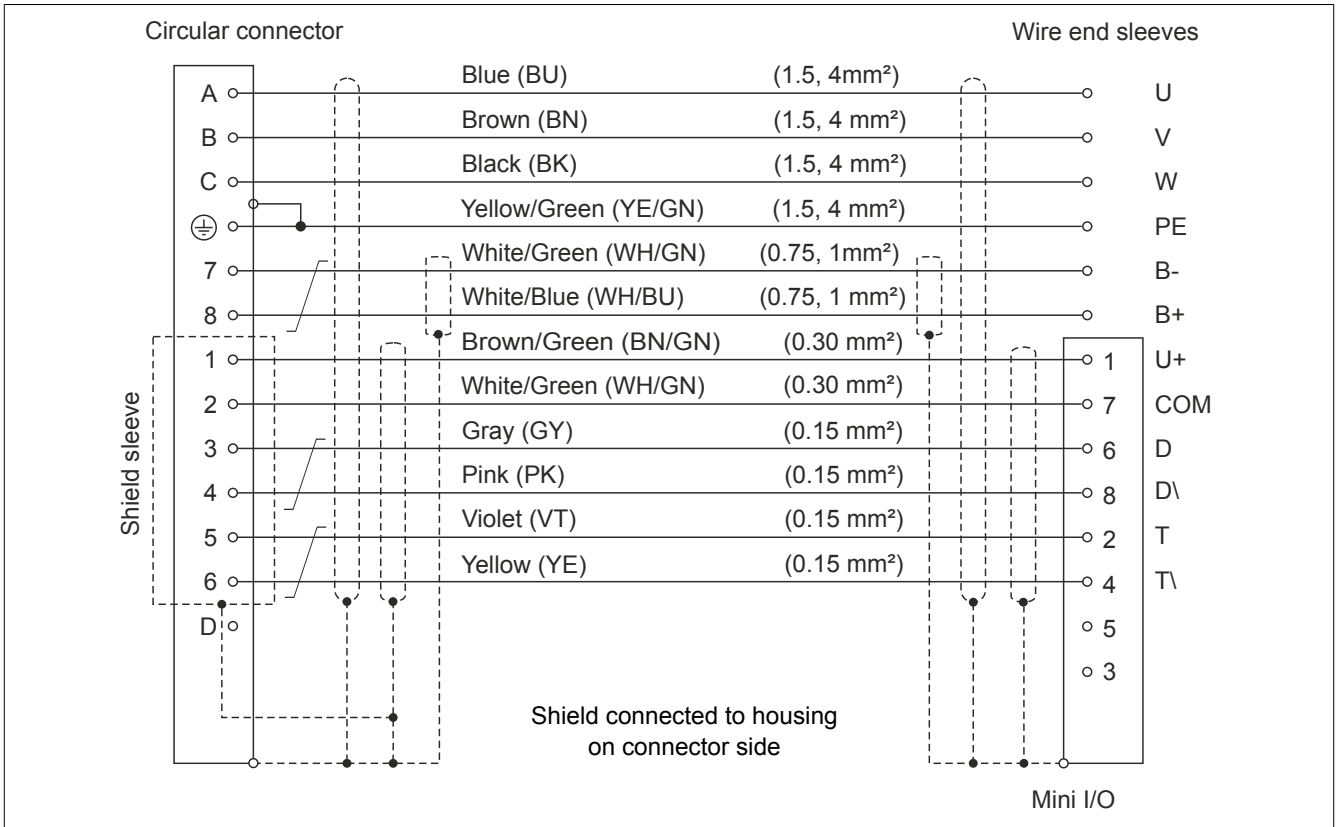 Circular connector Wire end sleeves
A Blue (BU) (1.5, 4mm²) U
B Brown (BN) (1.5, 4 mm²) V
C Black (BK) (1.5, 4 mm²) W
Yellow/Green (YE/GN) (1.5, 4 mm²) PE
7 White/Green (WH/GN) (0.75, 1mm²) B-
8 White/Blue (WH/BU) (0.75, 1 mm²) B+
1 Brown/Green (BN/GN) (0.30 mm²) 1 U+
2 White/Green (WH/GN) (0.30 mm²) 7 COM
3 Gray (GY) (0.15 mm²) 6 D
4 Pink (PK) (0.15 mm²) 8 D\
5 Violet (VT) (0.15 mm²) 2 T
6 Yellow (YE) (0.15 mm²) 4 T\
D 5
3
Shield sleeve
Shield connected to housing
on connector side
Mini I/O